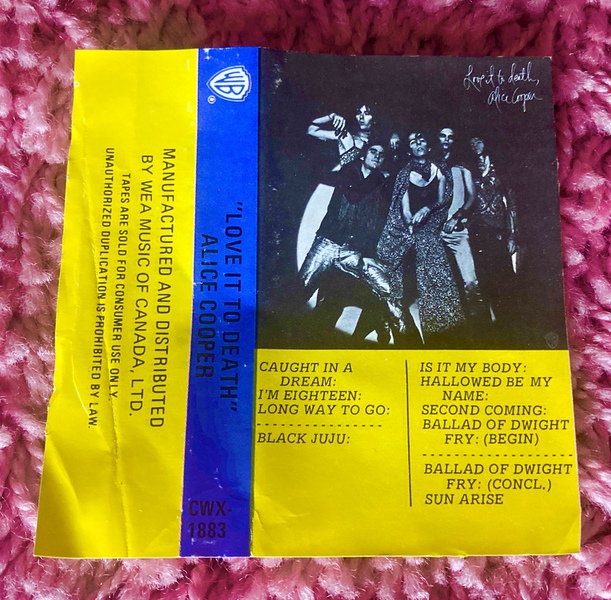 MANUFACTURED AND DISTRIBUTED
BY WEA MUSIC OF CANADA, LTD.
TAPES ARE SOLD FOR CONSUMER USE ONLY.
UNAUTHORIZED DUPLICATION IS PROHIBITED BY LAW.
WB
®
"LOVE IT TO DEATH"
ALICE COOPER
CWX-
1883
Love it to death,
Alice Cooper
CAUGHT IN A
DREAM:
I'M EIGHTEEN:
LONG WAY TO GO:
BLACK JUJU:
IS IT MY BODY:
HALLOWED BE MY
NAME:
SECOND COMING:
BALLAD OF DWIGHT
FRY: (BEGIN)
BALLAD OF DWIGHT
FRY: (CONCL.)
SUN ARISE